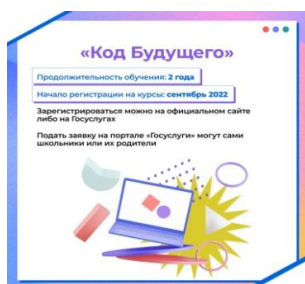 «Код Будущего»
Продолжительность обучения: 2 года
Начало регистрации на курсы: сентябрь 2022
Зарегистрироваться можно на официальном сайте
либо на Госуслугах
Подать заявку на портале «Госуслуги» могут сами
школьники или их родители